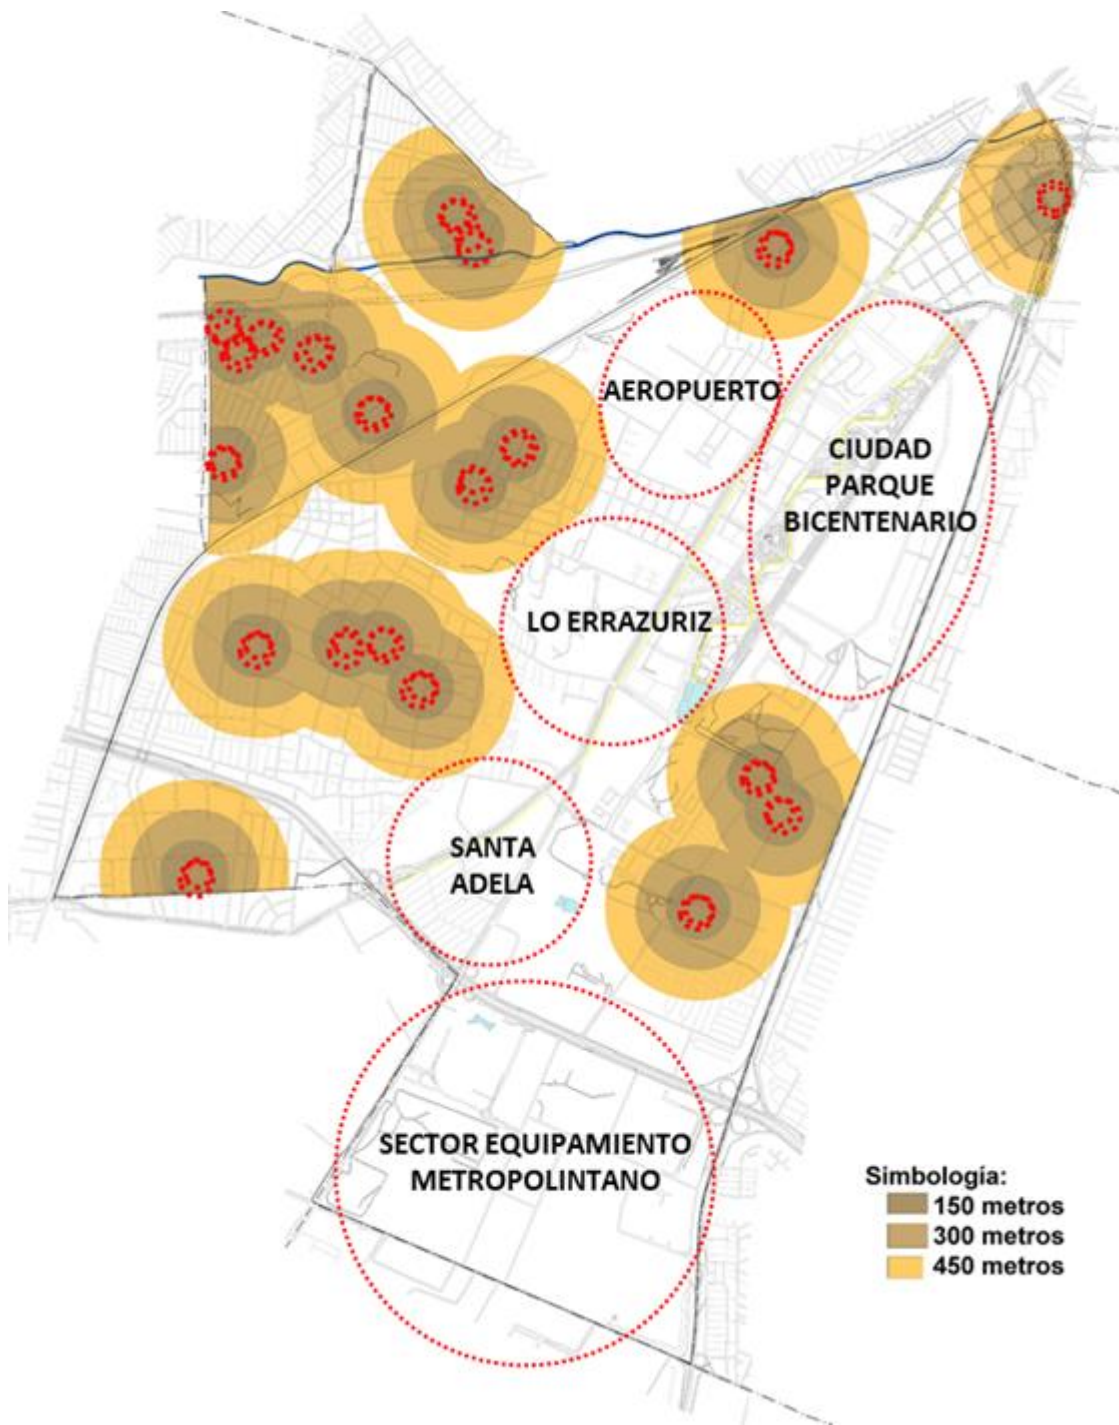 AEROPUERTO
CIUDAD
PARQUE
BICENTENARIO
LO ERRAZURIZ
SANTA
ADELA
SECTOR EQUIPAMIENTO
METROPOLINTANO
Simbología:
150 metros
300 metros
450 metros